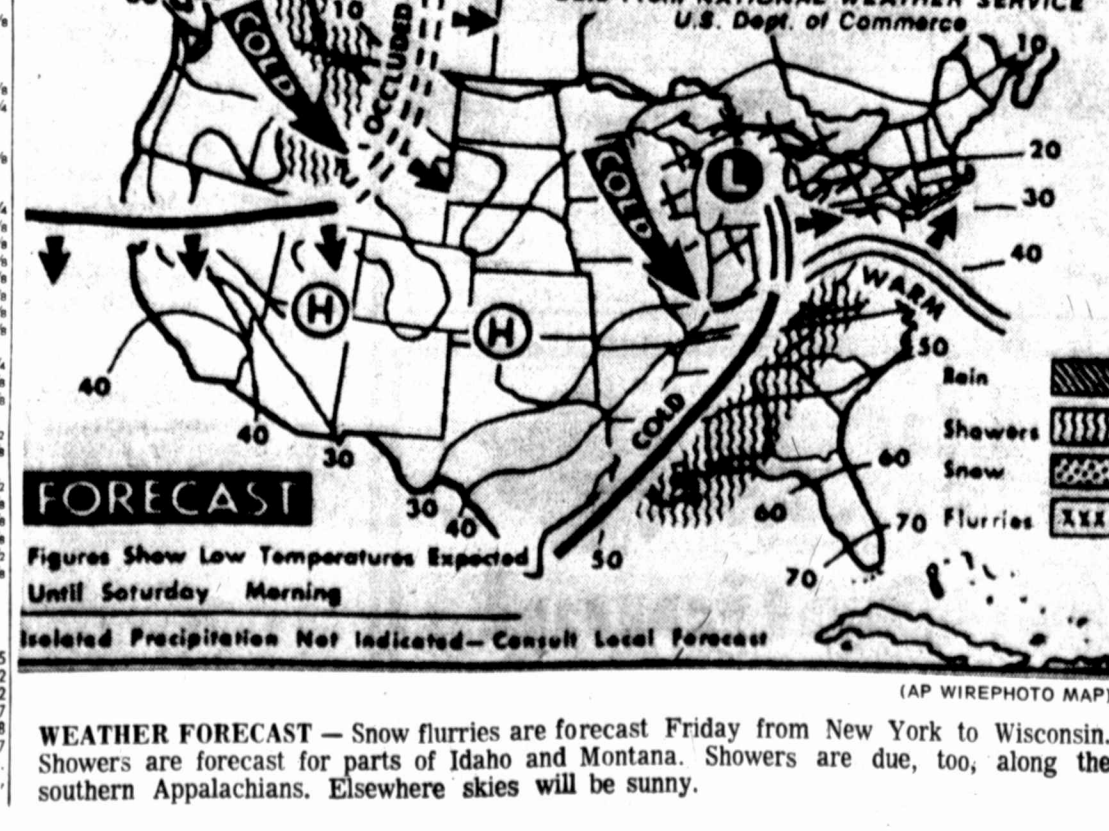 NATIONAL WEATHER SERVICE
U.S. Dept. of Commerce
10
10
COLD
OCCLUDED
20
L
COLD
30
40
WARM
H
H
50
40
Rain
COLD
Showers
40
30
60
Snow
FORECAST
30
40
60
70
Flurries
XXX
Figures Show Low Temperatures Expected
50
70
Until Saturday Morning
Isolated Precipitation Not Indicated— Consult Local Forecast
(AP WIREPHOTO MAP)
WEATHER FORECAST — Snow flurries are forecast Friday from New York to Wisconsin.
Showers are forecast for parts of Idaho and Montana. Showers are due, too, along the
southern Appalachians. Elsewhere skies will be sunny.